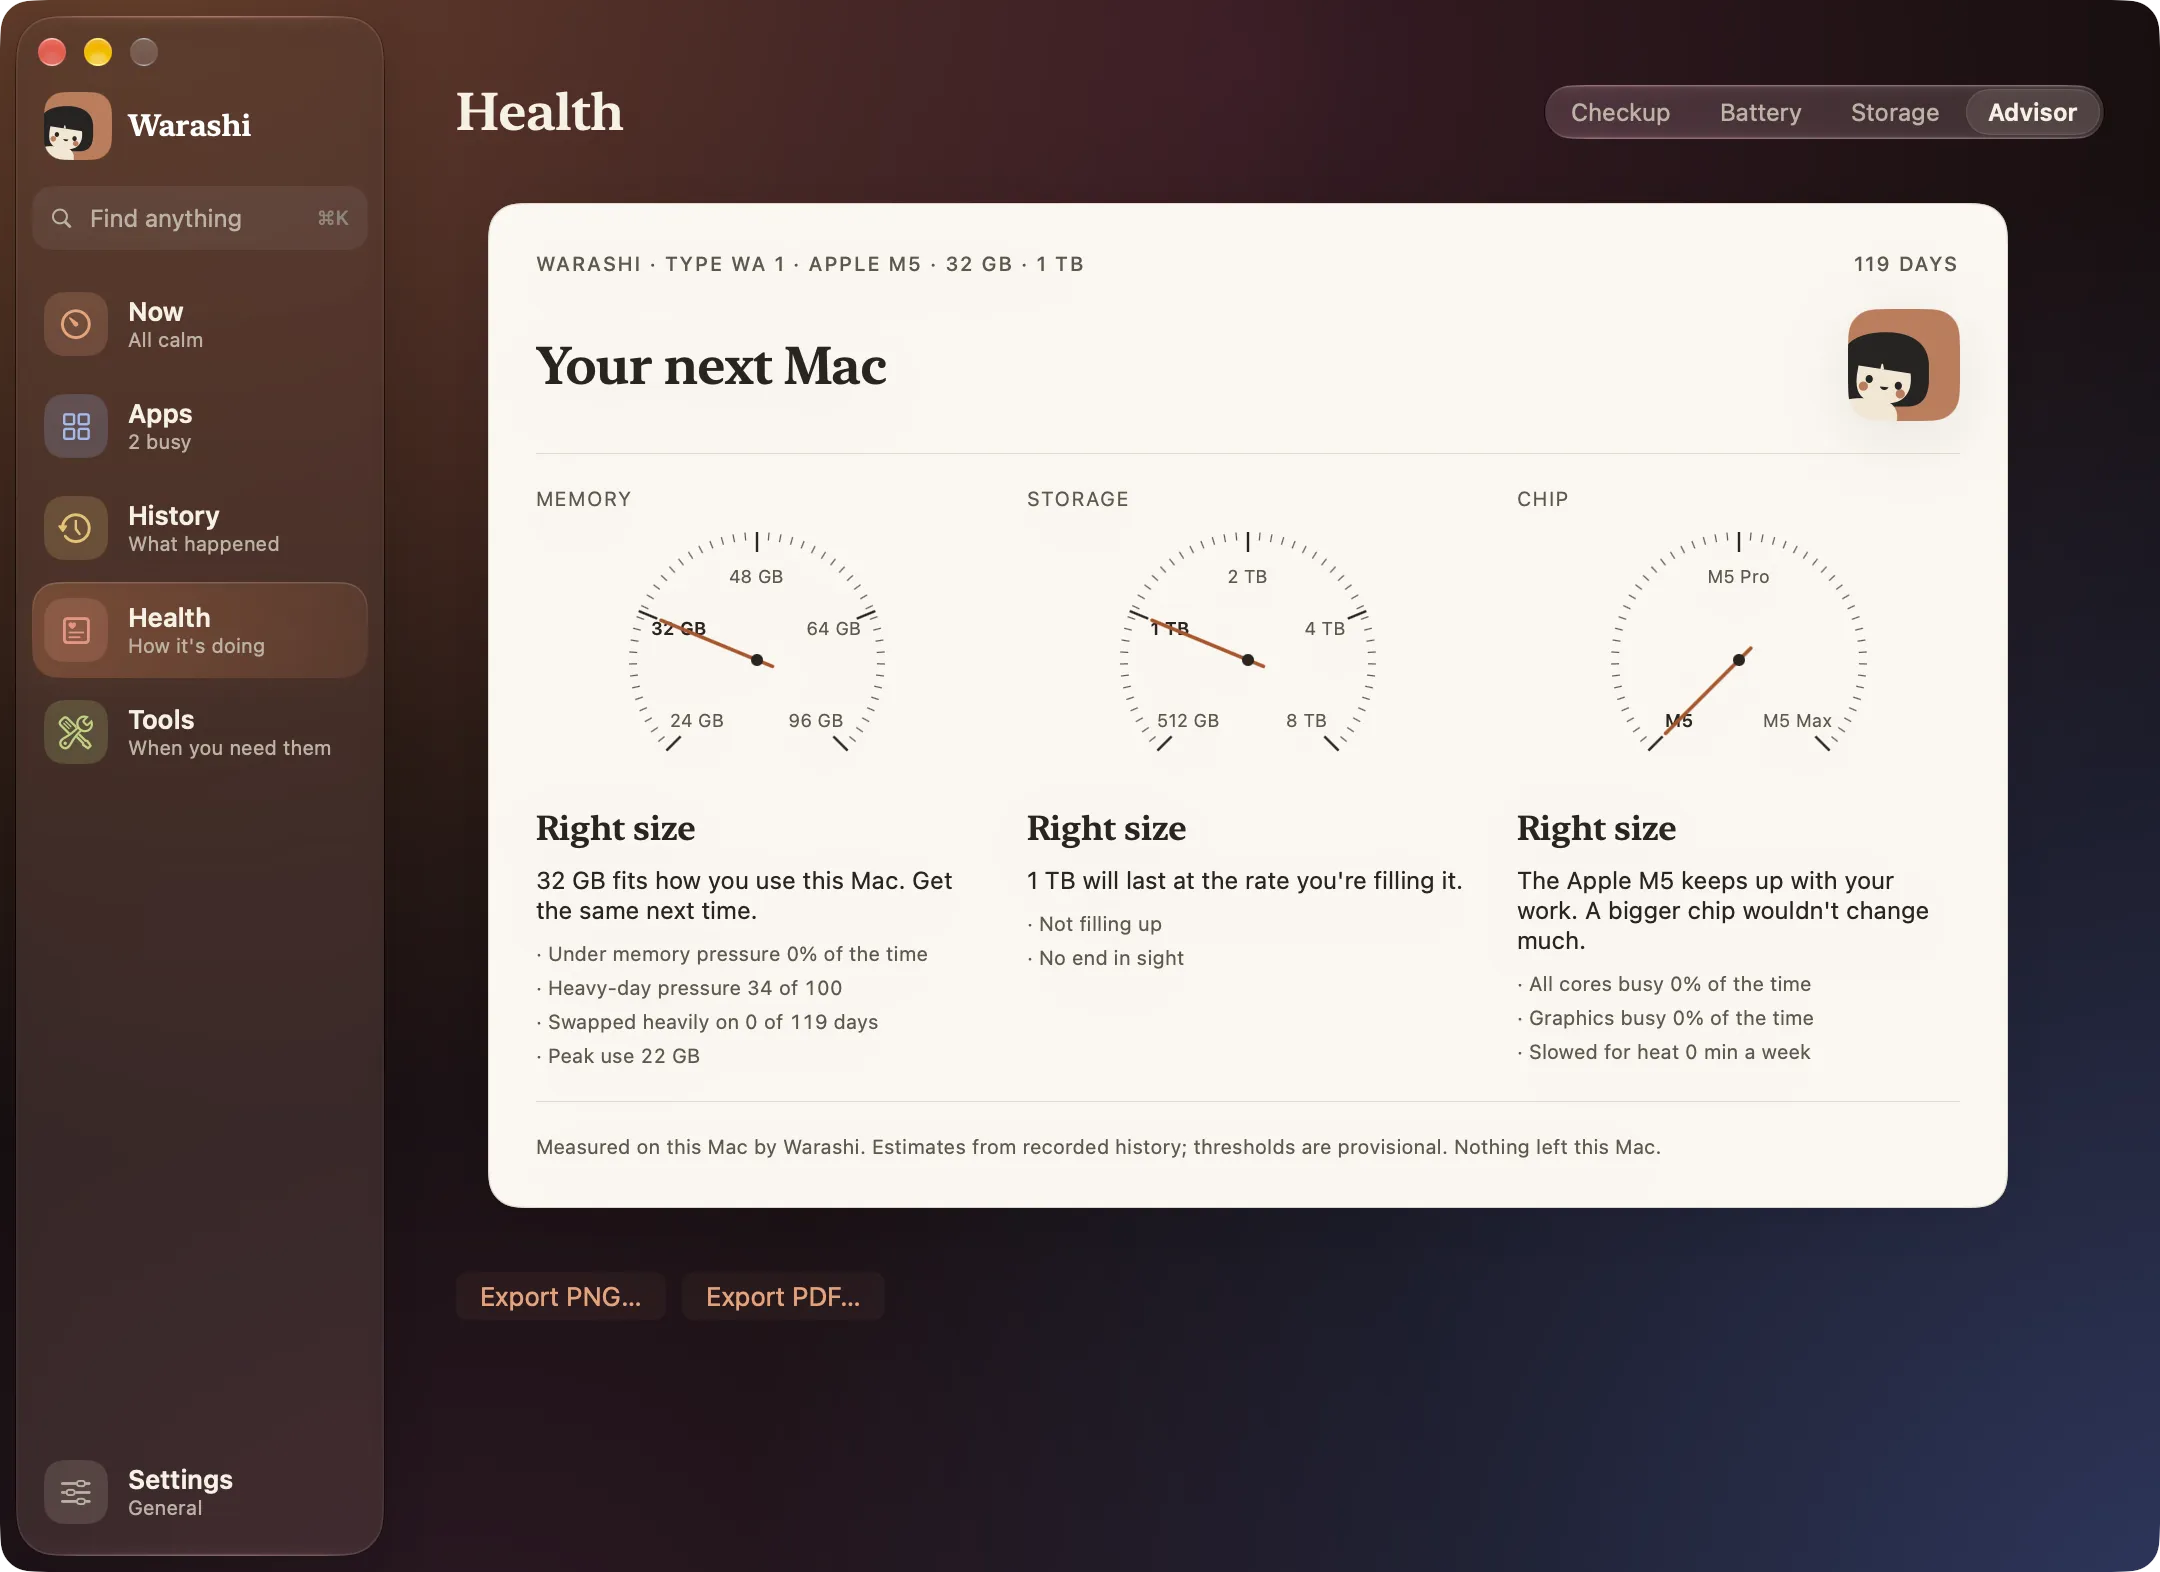 Warashi
Find anything ⌘K
Now
All calm
Apps
2 busy
History
What happened
Health
How it's doing
Tools
When you need them
Settings
General
Health
Checkup Battery Storage Advisor
WARASHI · TYPE WA 1 · APPLE M5 · 32 GB · 1 TB
119 DAYS
Your next Mac
MEMORY
48 GB
32 GB
64 GB
24 GB
96 GB
Right size
32 GB fits how you use this Mac. Get
the same next time.
· Under memory pressure 0% of the time
· Heavy-day pressure 34 of 100
· Swapped heavily on 0 of 119 days
· Peak use 22 GB
STORAGE
2 TB
1 TB
4 TB
512 GB
8 TB
Right size
1 TB will last at the rate you're filling it.
· Not filling up
· No end in sight
CHIP
M5 Pro
M5
M5 Max
Right size
The Apple M5 keeps up with your
work. A bigger chip wouldn't change
much.
· All cores busy 0% of the time
· Graphics busy 0% of the time
· Slowed for heat 0 min a week
Measured on this Mac by Warashi. Estimates from recorded history; thresholds are provisional. Nothing left this Mac.
Export PNG...
Export PDF...